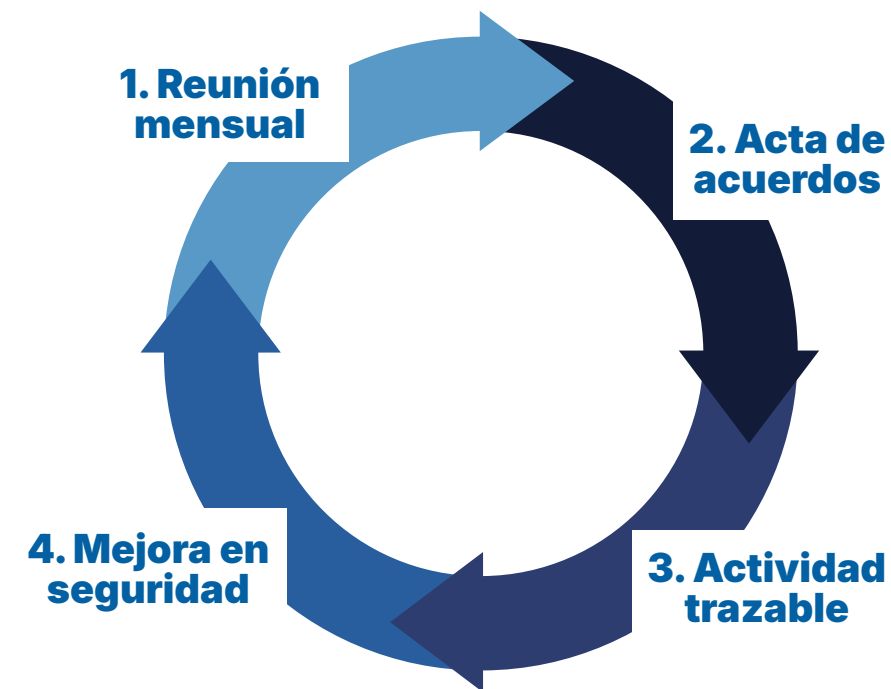 1. Reunión
mensual
2. Acta de
acuerdos
3. Actividad
trazable
4. Mejora en
seguridad